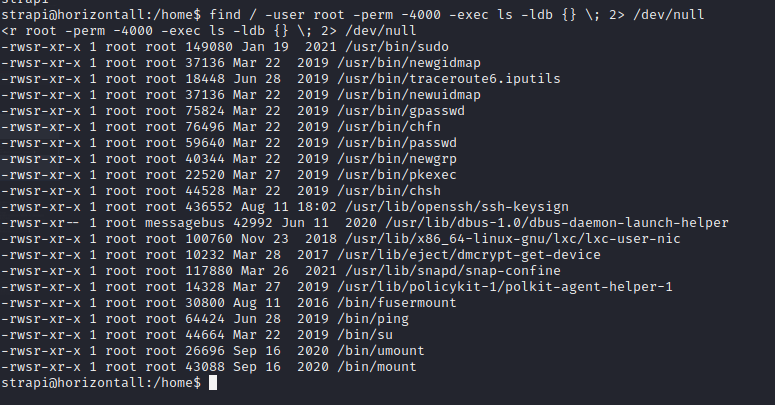 strapi
strapi@horizontall:/home$ find / -user root -perm -4000 -exec ls -ldb {} \; 2> /dev/null
<r root -perm -4000 -exec ls -ldb {} \; 2> /dev/null
-rwsr-xr-x 1 root root 149080 Jan 19  2021 /usr/bin/sudo
-rwsr-xr-x 1 root root 37136 Mar 22  2019 /usr/bin/newgidmap
-rwsr-xr-x 1 root root 18448 Jun 28  2019 /usr/bin/traceroute6.iputils
-rwsr-xr-x 1 root root 37136 Mar 22  2019 /usr/bin/newuidmap
-rwsr-xr-x 1 root root 75824 Mar 22  2019 /usr/bin/gpasswd
-rwsr-xr-x 1 root root 76496 Mar 22  2019 /usr/bin/chfn
-rwsr-xr-x 1 root root 59640 Mar 22  2019 /usr/bin/passwd
-rwsr-xr-x 1 root root 40344 Mar 22  2019 /usr/bin/newgrp
-rwsr-xr-x 1 root root 22520 Mar 27  2019 /usr/bin/pkexec
-rwsr-xr-x 1 root root 44528 Mar 22  2019 /usr/bin/chsh
-rwsr-xr-x 1 root root 436552 Aug 11 18:02 /usr/lib/openssh/ssh-keysign
-rwsr-xr-- 1 root messagebus 42992 Jun 11  2020 /usr/lib/dbus-1.0/dbus-daemon-launch-helper
-rwsr-xr-x 1 root root 100760 Nov 23  2018 /usr/lib/x86_64-linux-gnu/lxc/lxc-user-nic
-rwsr-xr-x 1 root root 10232 Mar 28  2017 /usr/lib/eject/dmcrypt-get-device
-rwsr-xr-x 1 root root 117880 Mar 26  2021 /usr/lib/snapd/snap-confine
-rwsr-xr-x 1 root root 14328 Mar 27  2019 /usr/lib/policykit-1/polkit-agent-helper-1
-rwsr-xr-x 1 root root 30800 Aug 11  2016 /bin/fusermount
-rwsr-xr-x 1 root root 64424 Jun 28  2019 /bin/ping
-rwsr-xr-x 1 root root 44664 Mar 22  2019 /bin/su
-rwsr-xr-x 1 root root 26696 Sep 16  2020 /bin/umount
-rwsr-xr-x 1 root root 43088 Sep 16  2020 /bin/mount
strapi@horizontall:/home$